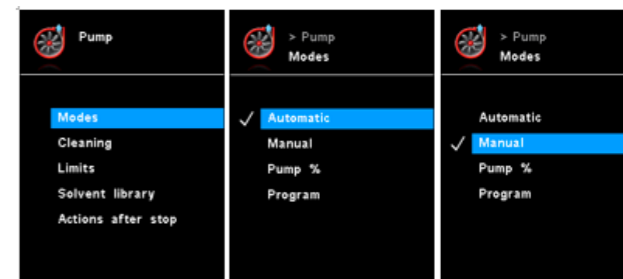 Pump
Modes
Cleaning
Limits
Solvent library
Actions after stop
> Pump
Modes
Automatic
Manual
Pump %
Program
> Pump
Modes
Automatic
Manual
Pump %
Program